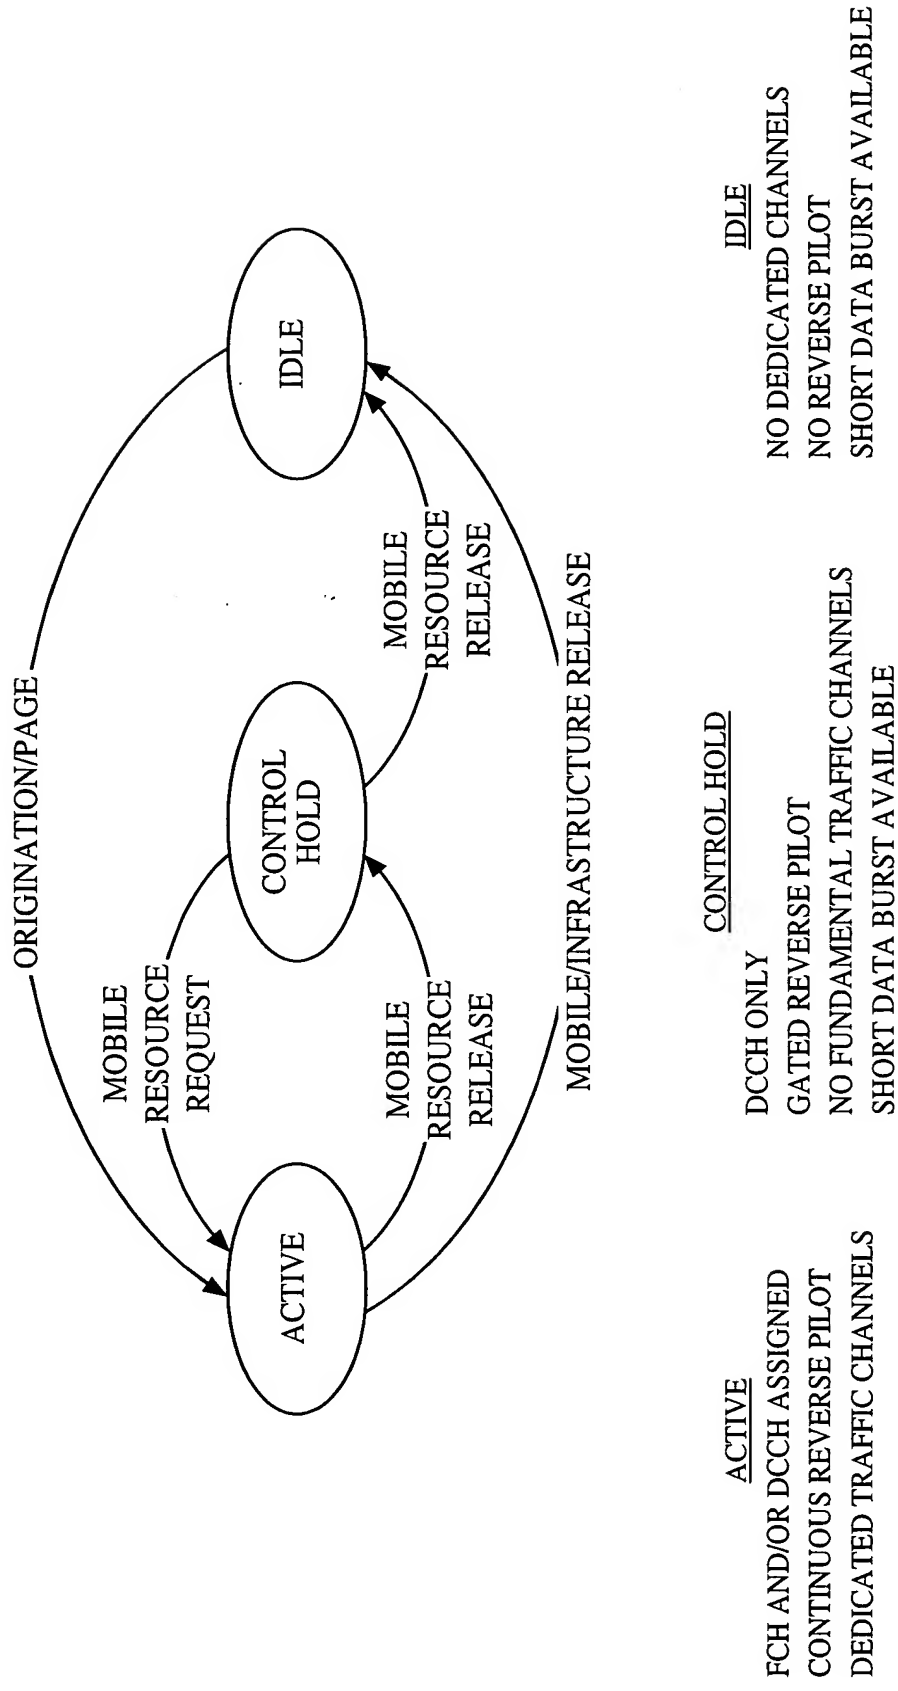 ORIGINATION/PAGE
MOBILE
RESOURCE
REQUEST
ACTIVE
CONTROL
HOLD
IDLE
MOBILE
RESOURCE
RELEASE
MOBILE
RESOURCE
RELEASE
MOBILE/INFRASTRUCTURE RELEASE
ACTIVE
FCH AND/OR DCCH ASSIGNED
CONTINUOUS REVERSE PILOT
DEDICATED TRAFFIC CHANNELS
CONTROL HOLD
DCCH ONLY
GATED REVERSE PILOT
NO FUNDAMENTAL TRAFFIC CHANNELS
SHORT DATA BURST AVAILABLE
IDLE
NO DEDICATED CHANNELS
NO REVERSE PILOT
SHORT DATA BURST AVAILABLE